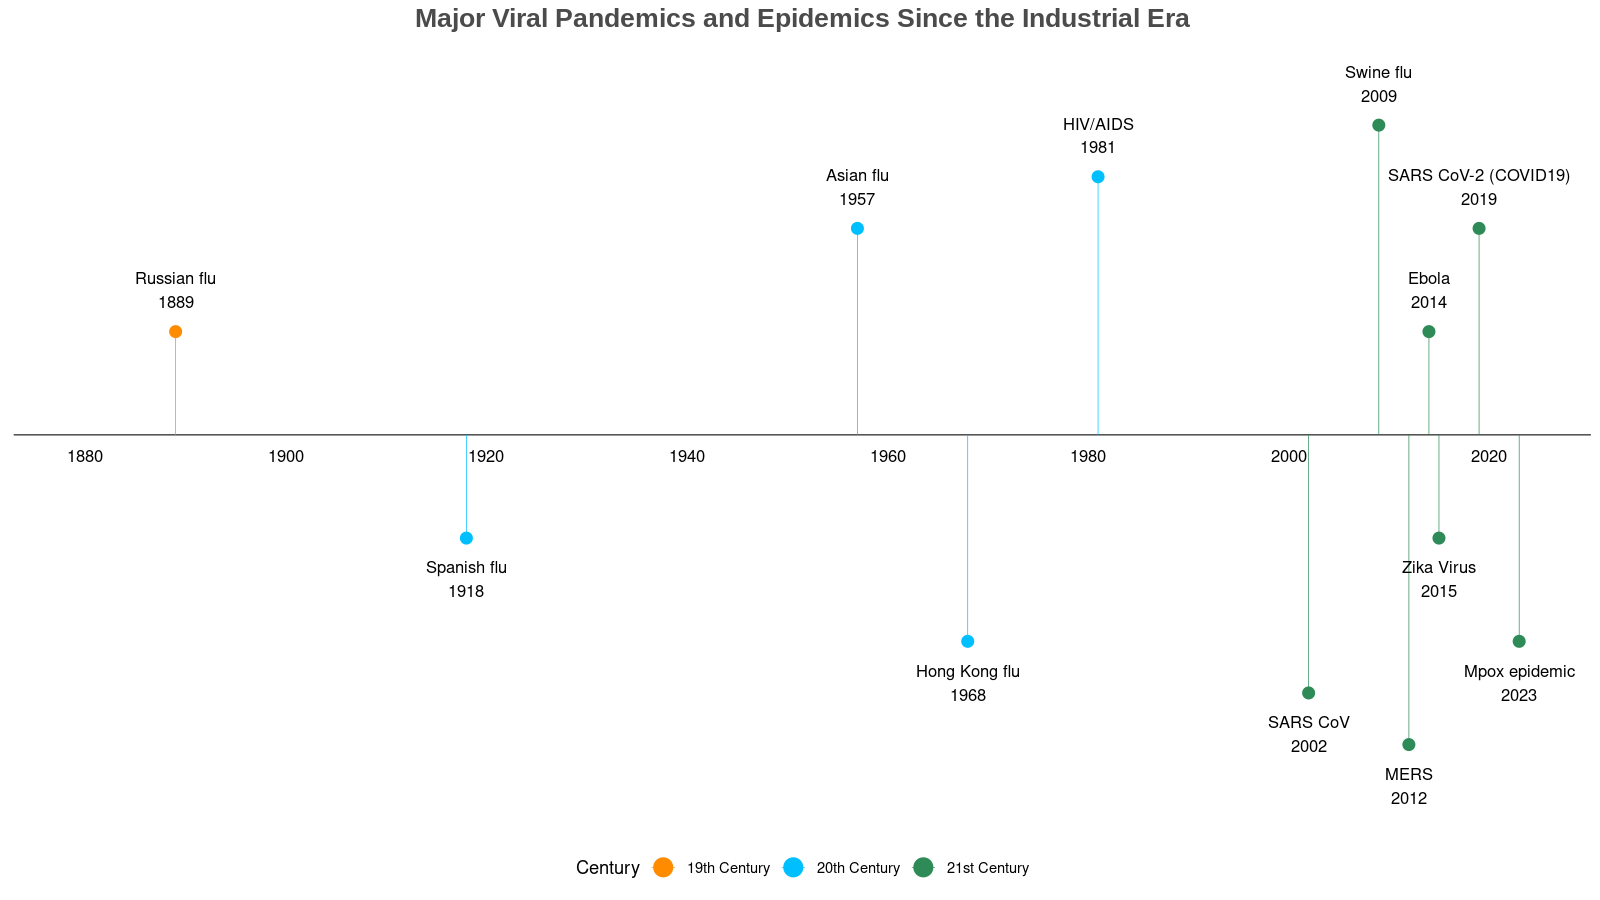 Major Viral Pandemics and Epidemics Since the Industrial Era
Swine flu
2009
HIV/AIDS
1981
Asian flu
1957
SARS CoV-2 (COVID19)
2019
Russian flu
1889
Ebola
2014
1880 1900 1920 1940 1960 1980 2000 2020
Spanish flu
1918
Zika Virus
2015
Hong Kong flu
1968
Mpox epidemic
2023
SARS CoV
2002
MERS
2012
Century 19th Century 20th Century 21st Century